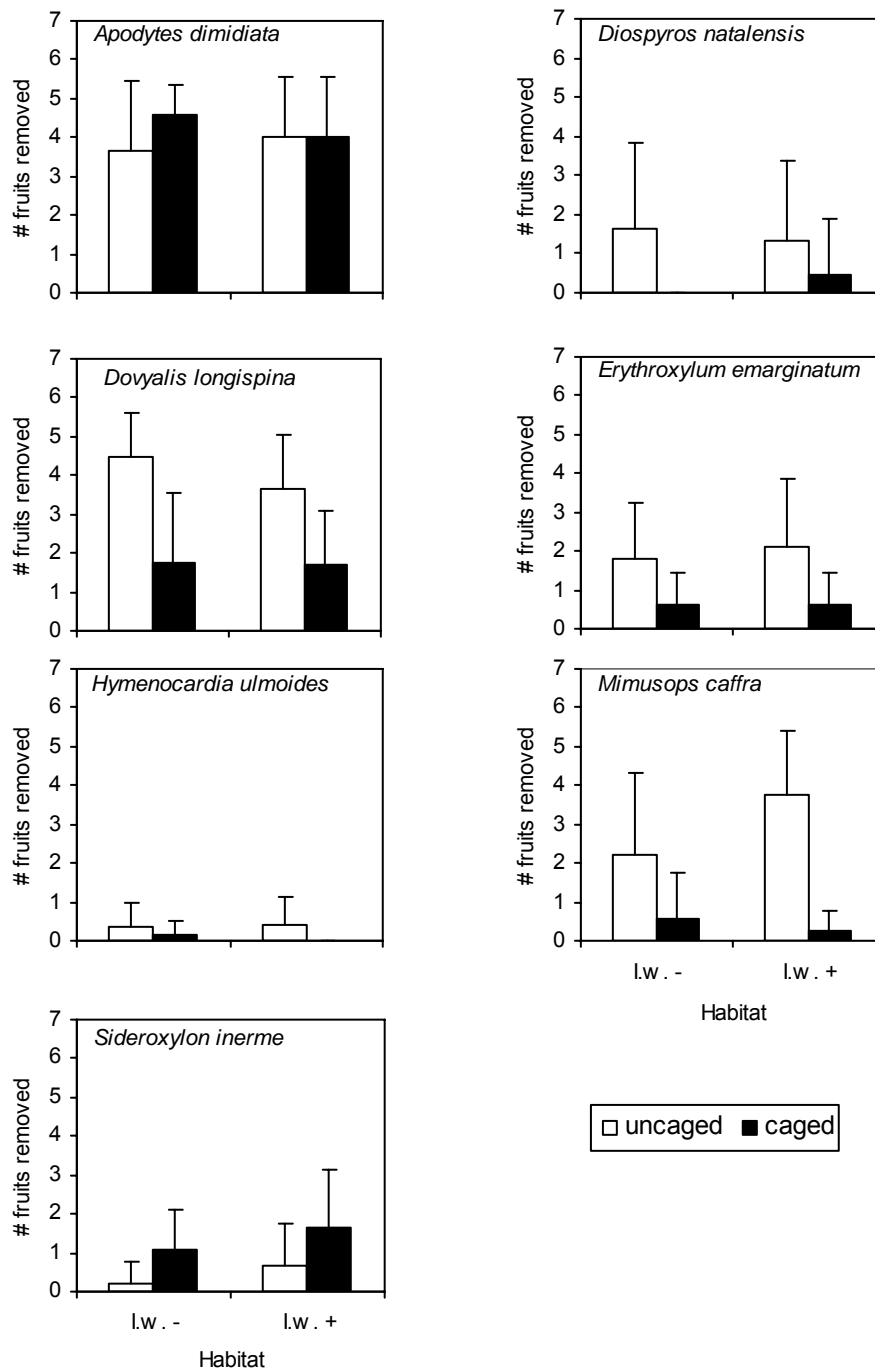 Apodytes dimidiata
# fruits removed
7
6
5
4
3
2
1
0
Diospyros natalensis
# fruits removed
7
6
5
4
3
2
1
0
Dovyalis longispina
# fruits removed
7
6
5
4
3
2
1
0
Erythroxylum emarginatum
# fruits removed
7
6
5
4
3
2
1
0
Hymenocardia ulmoides
# fruits removed
7
6
5
4
3
2
1
0
Mimusops caffra
# fruits removed
7
6
5
4
3
2
1
0
l.w . - l.w . +
Habitat
Sideroxylon inerme
# fruits removed
7
6
5
4
3
2
1
0
l.w . - l.w . +
Habitat
uncaged caged